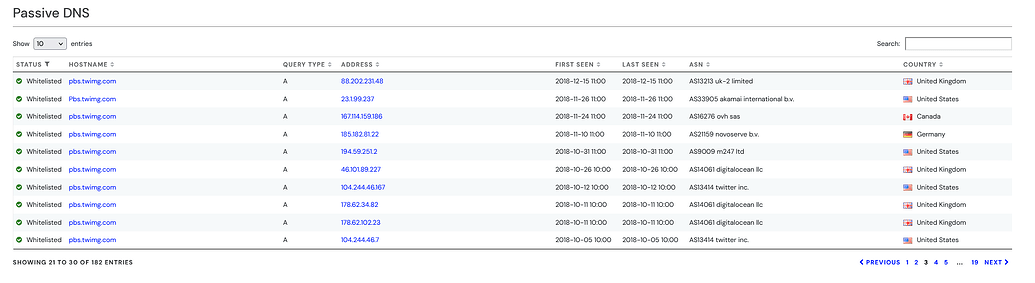 Passive DNS
Show 10 entries Search:
STATUS HOSTNAME QUERY TYPE ADDRESS FIRST SEEN LAST SEEN ASN COUNTRY
Whitelisted pbs.twimg.com A 88.202.231.48 2018-12-15 11:00 2018-12-15 11:00 AS13213 uk-2 limited United Kingdom
Whitelisted Pbs.twimg.com A 23.1.99.237 2018-11-26 11:00 2018-11-26 11:00 AS33905 akamai international b.v. United States
Whitelisted pbs.twimg.com A 167.114.159.186 2018-11-24 11:00 2018-11-24 11:00 AS16276 ovh sas Canada
Whitelisted pbs.twimg.com A 185.182.81.22 2018-11-10 11:00 2018-11-10 11:00 AS21159 novoserve b.v. Germany
Whitelisted pbs.twimg.com A 194.59.251.2 2018-10-31 11:00 2018-10-31 11:00 AS9009 m247 ltd United States
Whitelisted pbs.twimg.com A 46.101.89.227 2018-10-26 10:00 2018-10-26 10:00 AS14061 digitalocean llc United Kingdom
Whitelisted pbs.twimg.com A 104.244.46.167 2018-10-12 10:00 2018-10-12 10:00 AS13414 twitter inc. United States
Whitelisted pbs.twimg.com A 178.62.34.82 2018-10-11 10:00 2018-10-11 10:00 AS14061 digitalocean llc United Kingdom
Whitelisted pbs.twimg.com A 178.62.102.23 2018-10-11 10:00 2018-10-11 10:00 AS14061 digitalocean llc United Kingdom
Whitelisted pbs.twimg.com A 104.244.46.7 2018-10-05 10:00 2018-10-05 10:00 AS13414 twitter inc. United States
SHOWING 21 TO 30 OF 182 ENTRIES PREVIOUS 1 2 3 4 5 ... 19 NEXT